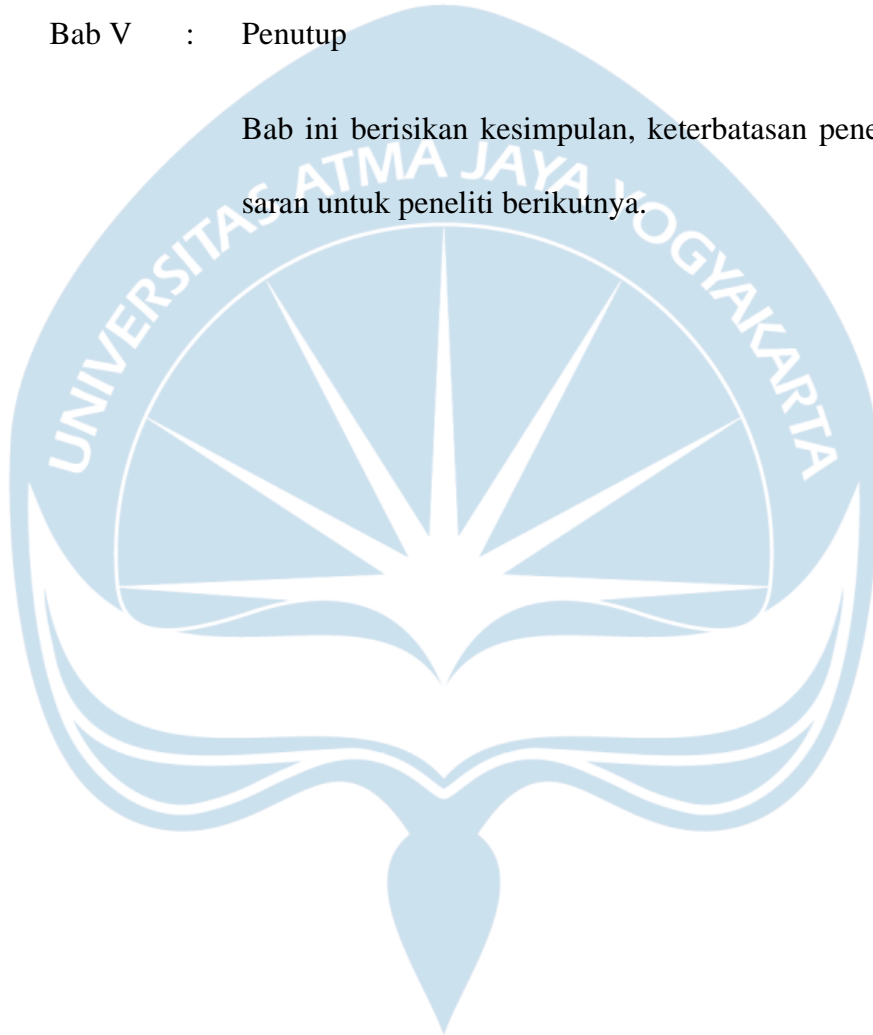 Bab V : Penutup
Bab ini berisikan kesimpulan, keterbatasan pene
saran untuk peneliti berikutnya.
UNIVERSITAS ATMA JAYA YOGYAKARTA